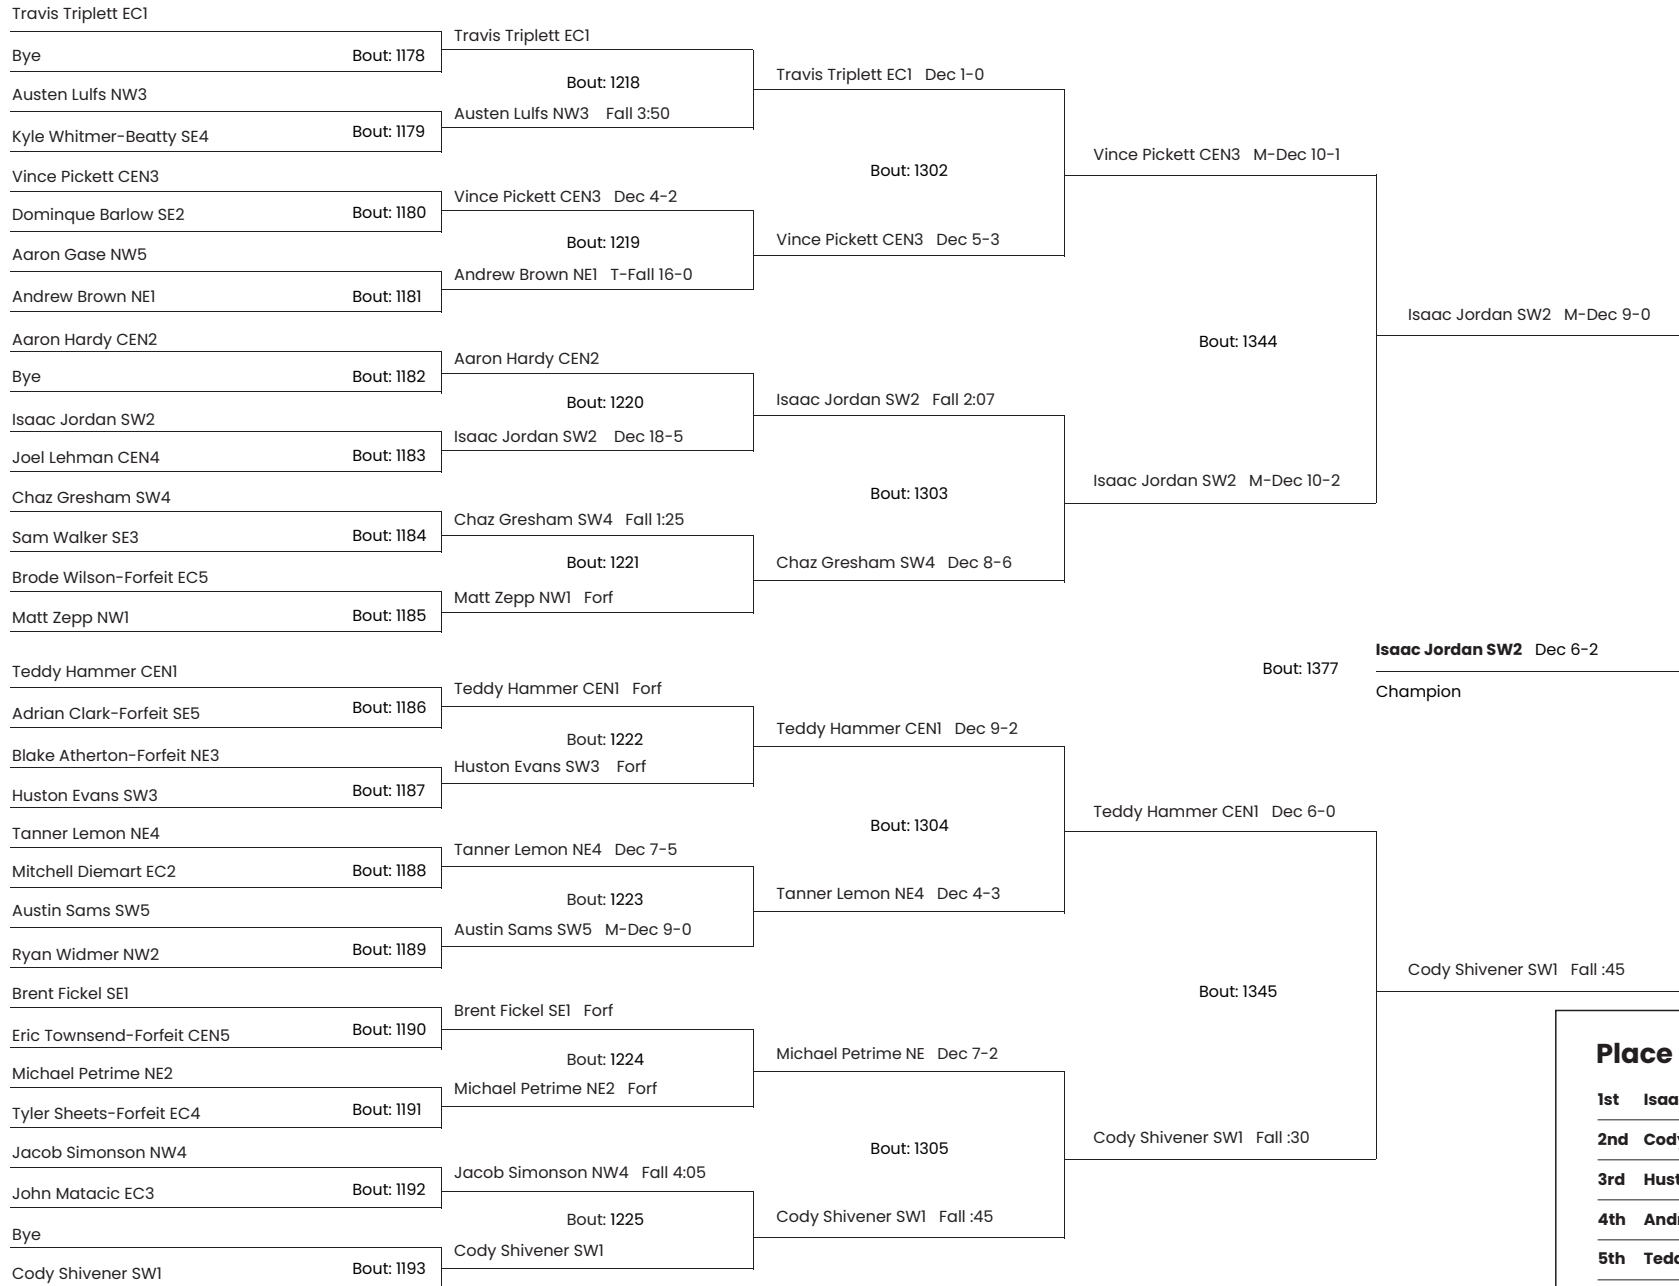 Travis Triplett EC1
Bye
Bout: 1178
Austen Lulfs NW3
Kyle Whitmer-Beatty SE4
Bout: 1179
Vince Pickett CEN3
Dominque Barlow SE2
Bout: 1180
Aaron Gase NW5
Andrew Brown NE1
Bout: 1181
Aaron Hardy CEN2
Bye
Bout: 1182
Isaac Jordan SW2
Joel Lehman CEN4
Bout: 1183
Chaz Gresham SW4
Sam Walker SE3
Bout: 1184
Brode Wilson-Forfeit EC5
Matt Zepp NW1
Bout: 1185
Teddy Hammer CEN1
Adrian Clark-Forfeit SE5
Bout: 1186
Blake Atherton-Forfeit NE3
Huston Evans SW3
Bout: 1187
Tanner Lemon NE4
Mitchell Diemart EC2
Bout: 1188
Austin Sams SW5
Ryan Widmer NW2
Bout: 1189
Brent Fickel SE1
Eric Townsend-Forfeit CEN5
Bout: 1190
Michael Petrime NE2
Tyler Sheets-Forfeit EC4
Bout: 1191
Jacob Simonson NW4
John Matacic EC3
Bout: 1192
Bye
Cody Shivener SW1
Bout: 1193
Travis Triplett EC1
Bout: 1218
Austen Lulfs NW3 Fall 3:50
Vince Pickett CEN3 Dec 4-2
Bout: 1219
Andrew Brown NE1 T-Fall 16-0
Aaron Hardy CEN2
Bout: 1220
Isaac Jordan SW2 Dec 18-5
Chaz Gresham SW4 Fall 1:25
Bout: 1221
Matt Zepp NW1 Forf
Teddy Hammer CEN1 Forf
Bout: 1222
Huston Evans SW3 Forf
Tanner Lemon NE4 Dec 7-5
Bout: 1223
Austin Sams SW5 M-Dec 9-0
Brent Fickel SE1 Forf
Bout: 1224
Michael Petrime NE2 Forf
Jacob Simonson NW4 Fall 4:05
Bout: 1225
Cody Shivener SW1
Travis Triplett EC1 Dec 1-0
Bout: 1302
Vince Pickett CEN3 Dec 5-3
Isaac Jordan SW2 Fall 2:07
Bout: 1303
Chaz Gresham SW4 Dec 8-6
Teddy Hammer CEN1 Dec 9-2
Bout: 1304
Tanner Lemon NE4 Dec 4-3
Michael Petrime NE Dec 7-2
Bout: 1305
Cody Shivener SW1 Fall :45
Vince Pickett CEN3 M-Dec 10-1
Bout: 1344
Isaac Jordan SW2 M-Dec 10-2
Teddy Hammer CEN1 Dec 6-0
Bout: 1345
Cody Shivener SW1 Fall :30
Isaac Jordan SW2 M-Dec 9-0
Bout: 1377
Isaac Jordan SW2 Dec 6-2
Champion
Cody Shivener SW1 Fall :45
Place
1st Isaa
2nd Cody
3rd Hust
4th Andr
5th Tedd